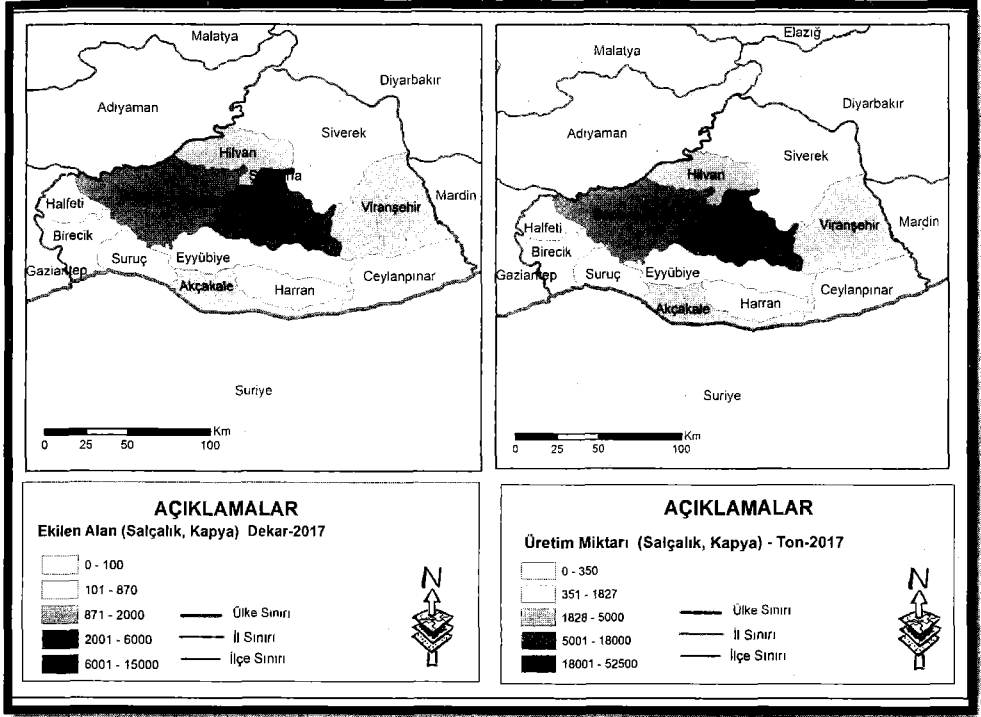 Malatya
Diyarbakır
Adıyaman
Siverek
Hilvan
Mardin
Halfeti
Viranşehir
Birecik
Suruç
Eyyübiye
Gaziantep
Ceylanpınar
Akçakale
Harran
Suriye
Km
0 25 50 100
AÇIKLAMALAR
Ekilen Alan (Salçalık, Kapya) Dekar-2017
0 - 100
101 - 870
871 - 2000
2001 - 6000
6001 - 15000
Ülke Sınırı
İl Sınırı
İlçe Sınırı
N
Elazığ
Malatya
Diyarbakır
Adıyaman
Siverek
Hilvan
Mardin
Halfeti
Viranşehir
Birecik
Gaziantep
Suruç
Eyyübiye
Ceylanpınar
Harran
Akçakale
Suriye
Km
0 25 50 100
AÇIKLAMALAR
Üretim Miktarı (Salçalık, Kapya) - Ton-2017
0 - 350
351 - 1827
1828 - 5000
5001 - 18000
18001 - 52500
Ülke Sınırı
İl Sınırı
İlçe Sınırı
N